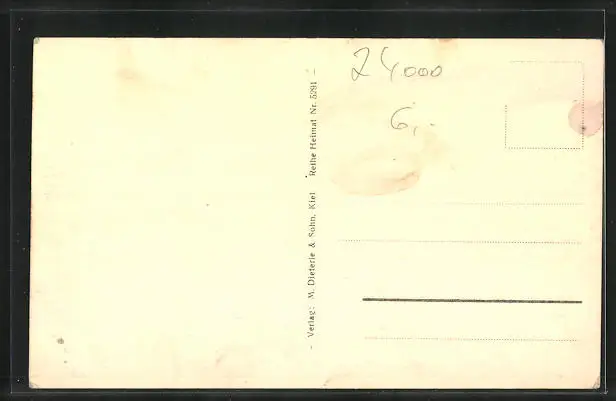 24000
6,-
- Verlag: M. Dieterle & Sohn, Kiel Reihe Heimat Nr. 5291 -